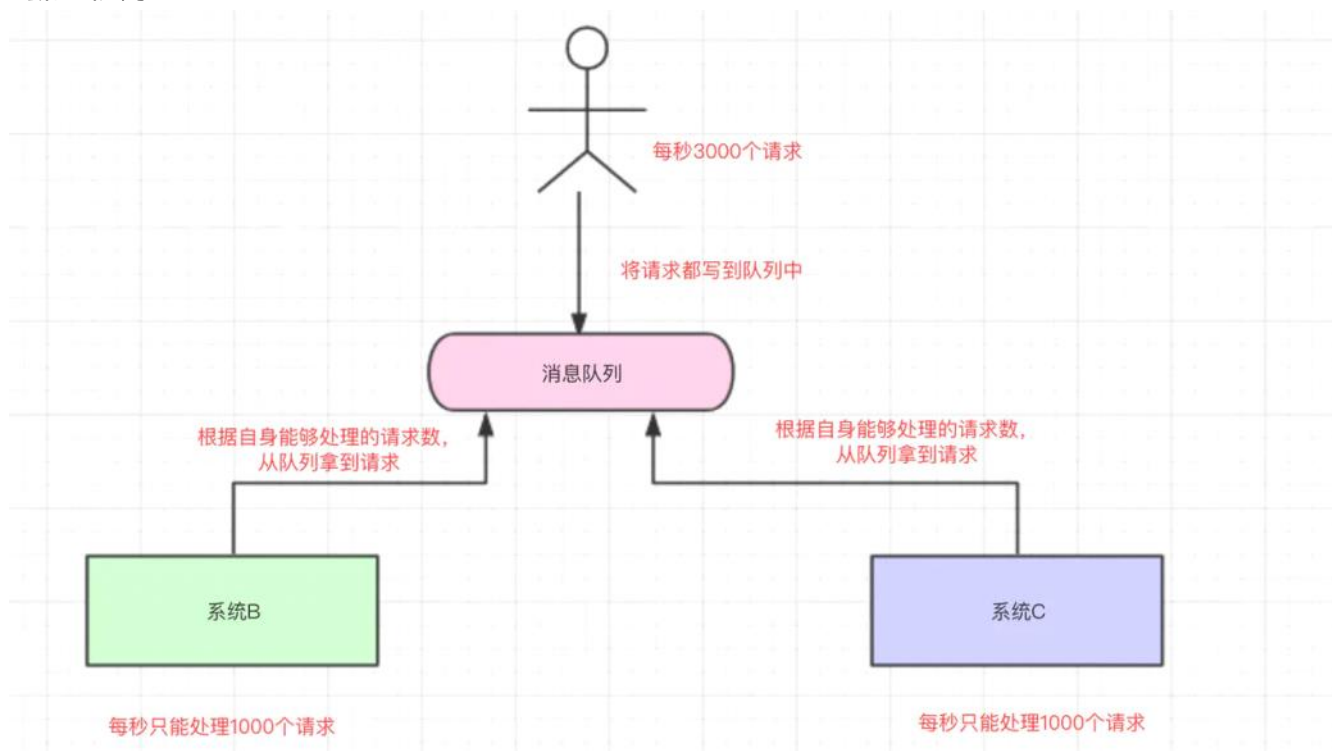 每秒3000个请求
将请求都写到队列中
消息队列
根据自身能够处理的请求数，
从队列拿到请求
根据自身能够处理的请求数，
从队列拿到请求
系统B
系统C
每秒只能处理1000个请求
每秒只能处理1000个请求